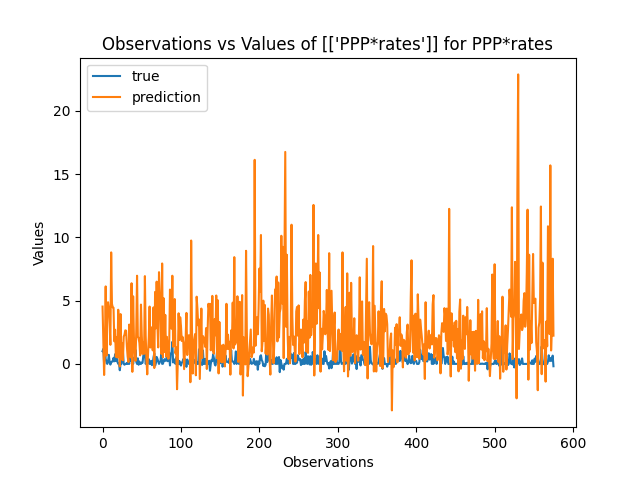 Observations vs Values of [['PPP*rates']] for PPP*rates
true
prediction
Values
20
15
10
5
0
0 100 200 300 400 500 600
Observations